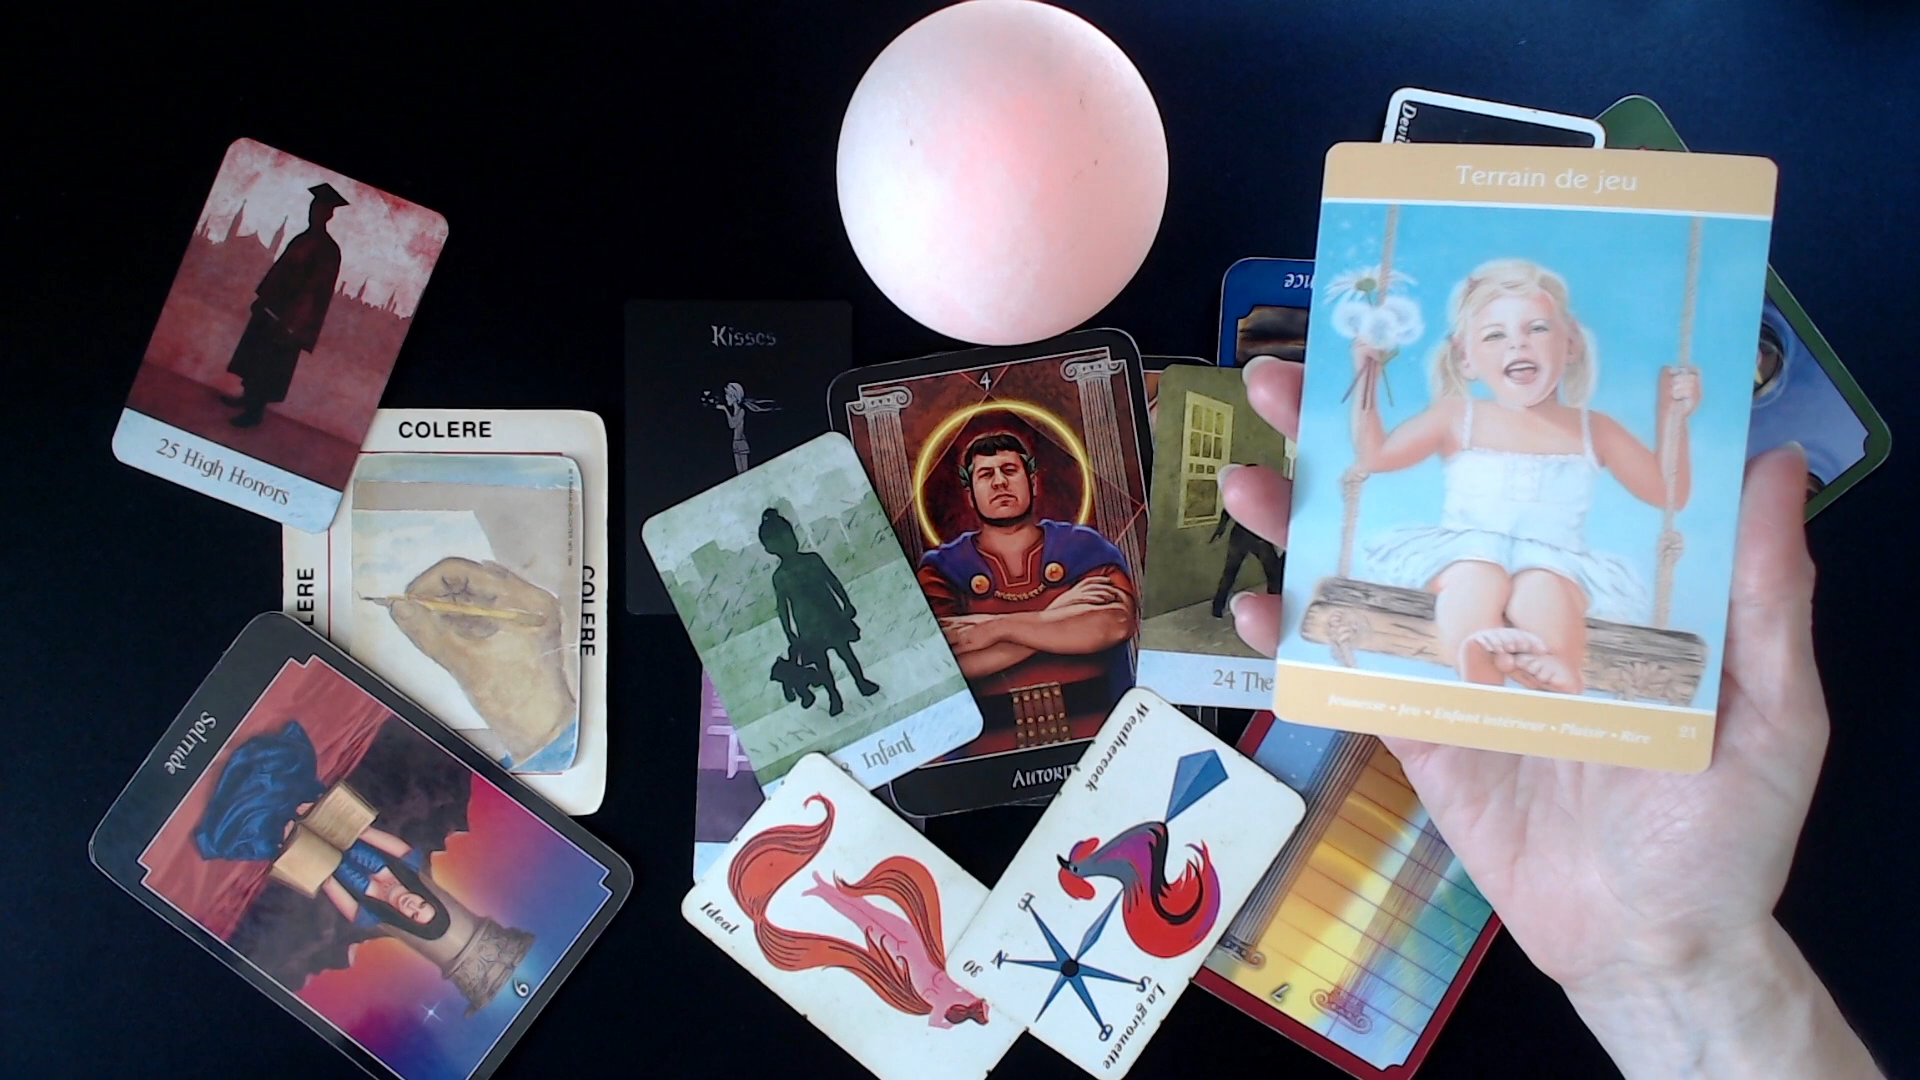 Terrain de jeu
Jeunesse • Jeu • Enfant intérieur • Plaisir • Rire
21
25 High Honors
COLERE
COLERE
LERE
Kisses
4
AUTORIT
Infant
24 The
Solitude
9
Ideal
Weathercock
30
La girouette
N
S
7